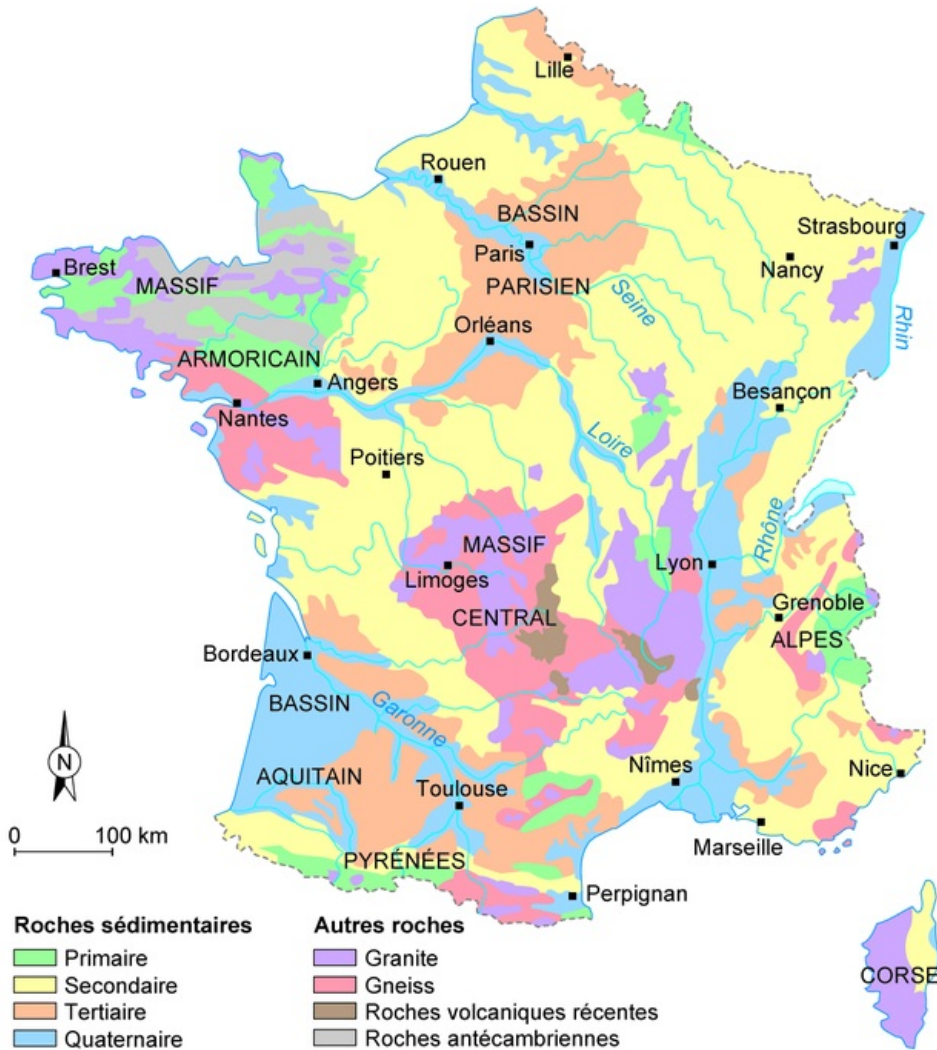 Lille
Rouen
BASSIN
Strasbourg
Paris
Nancy
Brest
MASSIF
PARISIEN
Seine
Rhin
Orléans
ARMORICAIN
Angers
Besançon
Nantes
Loire
Poitiers
MASSIF
Rhône
Lyon
Limoges
Grenoble
CENTRAL
ALPES
Bordeaux
BASSIN
Garonne
N
AQUITAIN
Nîmes
Nice
Toulouse
0 100 km
Marseille
PYRÉNÉES
Perpignan
CORSE
Roches sédimentaires
Primaire
Secondaire
Tertiaire
Quaternaire
Autres roches
Granite
Gneiss
Roches volcaniques récentes
Roches antécambriennes